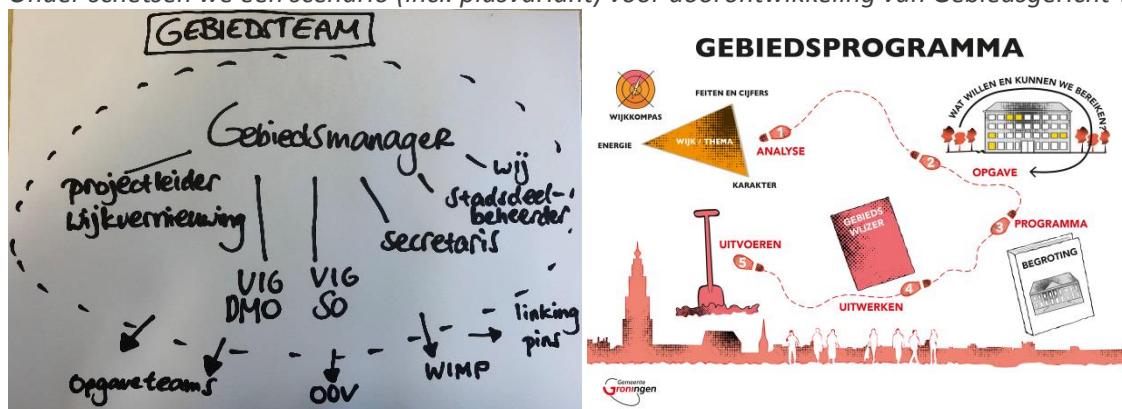 GEBIEDSTEAM
Gebiedsmanager
projectleider
wijkvernieuwing
VIG
DMO
VIG
SO
secretaris
wij
stadsdeel-
beheerder
Opgaveteams
OOV
WIMP
linking
pins
GEBIEDSPROGRAMMA
WIJKKOMPAS
FEITEN EN CIJFERS
ENERGIE
WIJK / THEMA
KARAKTER
1
ANALYSE
WAT WILLEN EN KUNNEN WE BEREIKEN?
2
OPGAVE
3 PROGRAMMA
BEGROTING
GEBIEDS
WIJZER
4
UITWERKEN
UITVOEREN
5
Gemeente
Groningen